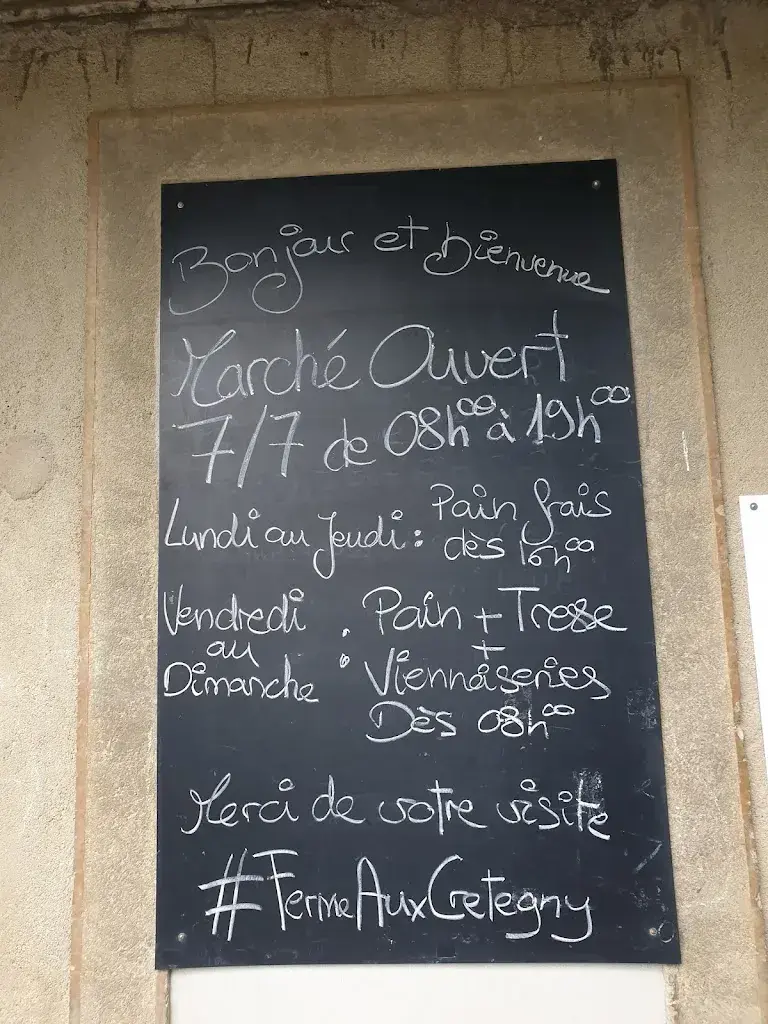 Bonjour et bienvenue
Marché Ouvert
7/7 de 08h00 à 19h00
Lundi au Jeudi : Pain frais
dès 16h00
Vendredi
au
Dimanche
: Pain + Tresse
+
Viennoiseries
Dès 08h00
Merci de votre visite
#FermeAuxCretegny